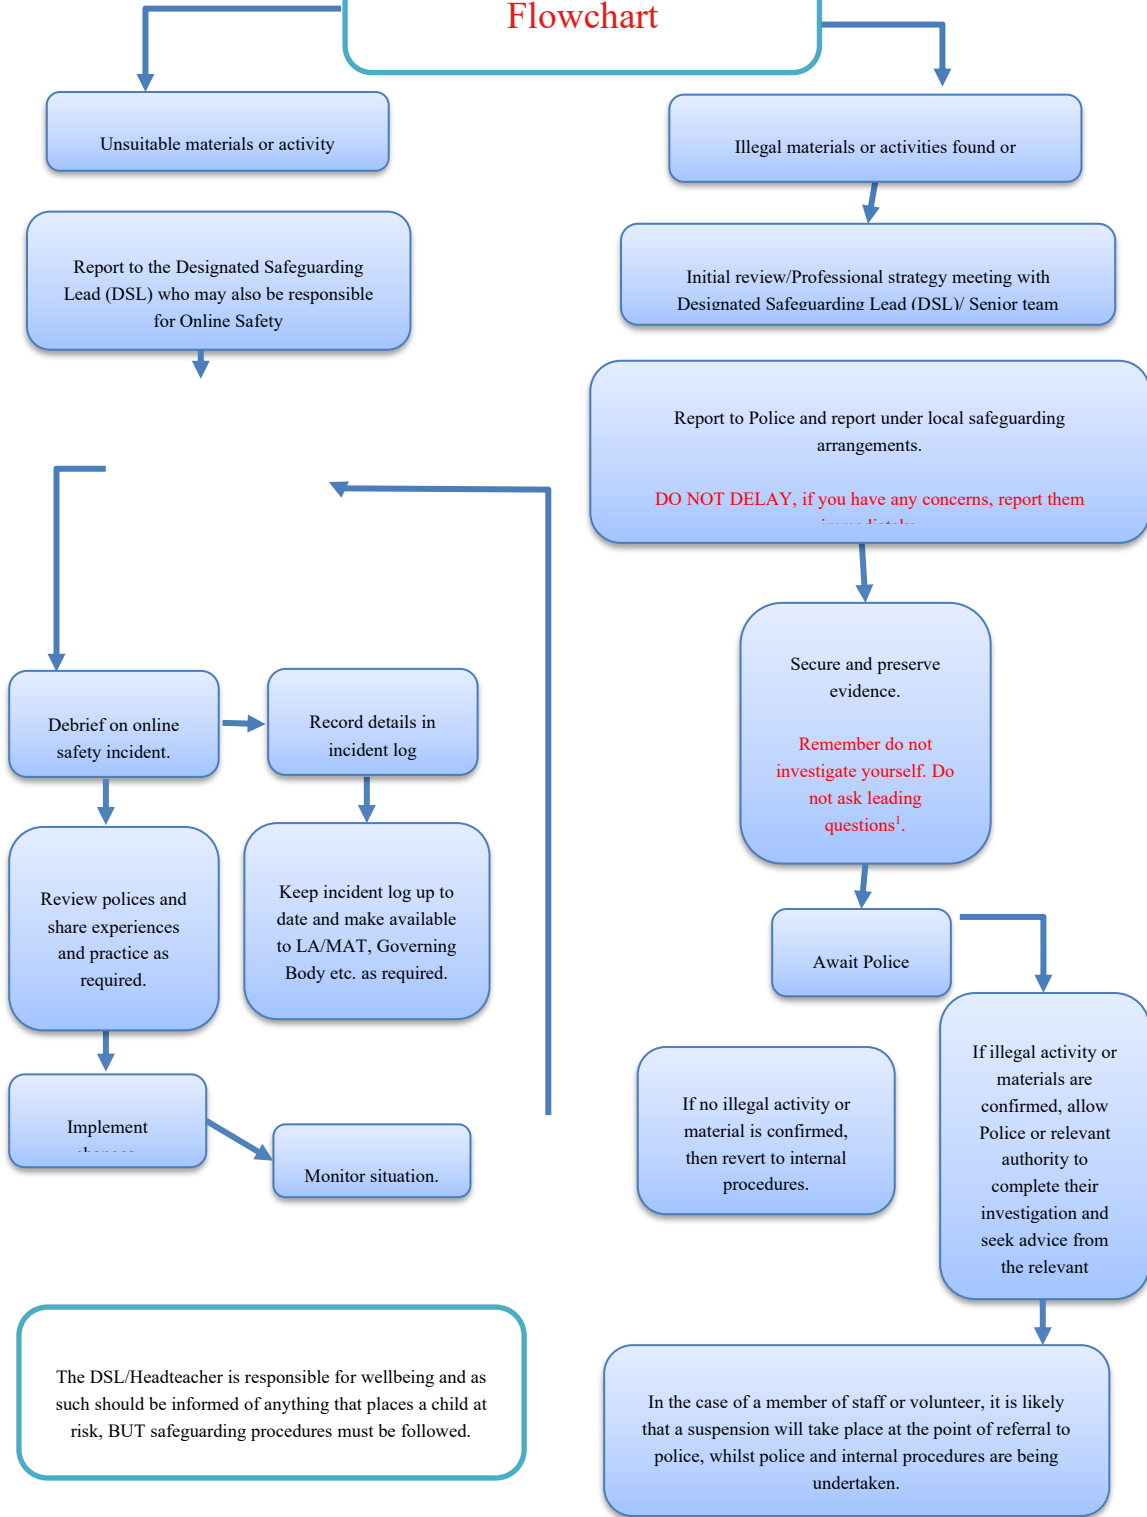 Flowchart
Unsuitable materials or activity
Report to the Designated Safeguarding
Lead (DSL) who may also be responsible
for Online Safety
Debrief on online
safety incident.
Record details in
incident log
Review polices and
share experiences
and practice as
required.
Keep incident log up to
date and make available
to LA/MAT, Governing
Body etc. as required.
Implement
Monitor situation.
The DSL/Headteacher is responsible for wellbeing and as
such should be informed of anything that places a child at
risk, BUT safeguarding procedures must be followed.
Illegal materials or activities found or
Initial review/Professional strategy meeting with
Designated Safeguarding Lead (DSL)/ Senior team
Report to Police and report under local safeguarding
arrangements.
DO NOT DELAY, if you have any concerns, report them
Secure and preserve
evidence.
Remember do not
investigate yourself. Do
not ask leading
questions¹.
Await Police
If no illegal activity or
material is confirmed,
then revert to internal
procedures.
If illegal activity or
materials are
confirmed, allow
Police or relevant
authority to
complete their
investigation and
seek advice from
the relevant
In the case of a member of staff or volunteer, it is likely
that a suspension will take place at the point of referral to
police, whilst police and internal procedures are being
undertaken.